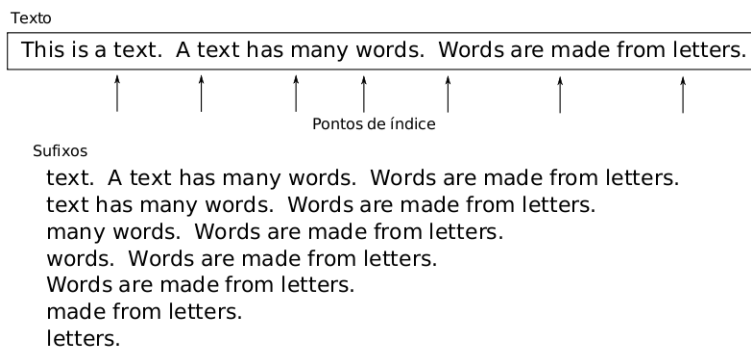 Texto
This is a text.  A text has many words.  Words are made from letters.
Pontos de índice
Sufixos
text.  A text has many words.  Words are made from letters.
text has many words.  Words are made from letters.
many words.  Words are made from letters.
words.  Words are made from letters.
Words are made from letters.
made from letters.
letters.